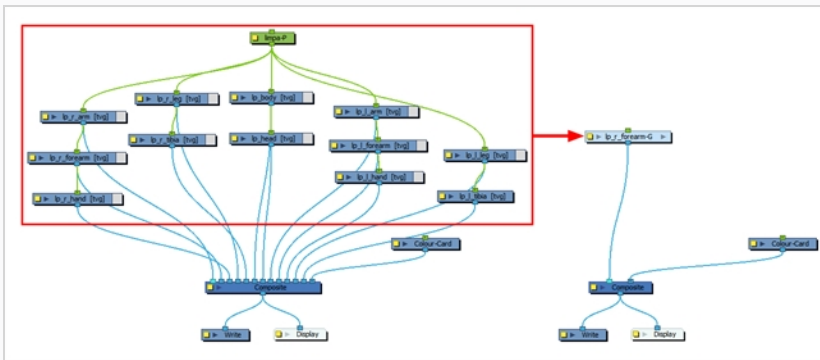 limpa-P
lp_r_arm [tvg]
lp_r_leg [tvg]
lp_body [tvg]
lp_l_arm [tvg]
lp_r_forearm [tvg]
lp_r_tibia [tvg]
lp_head [tvg]
lp_l_forearm [tvg]
lp_l_leg [tvg]
lp_r_hand [tvg]
lp_l_hand [tvg]
lp_l_tibia [tvg]
lp_r_forearm-G
Colour-Card
Composite
Write
Display
Colour-Card
Composite
Write
Display